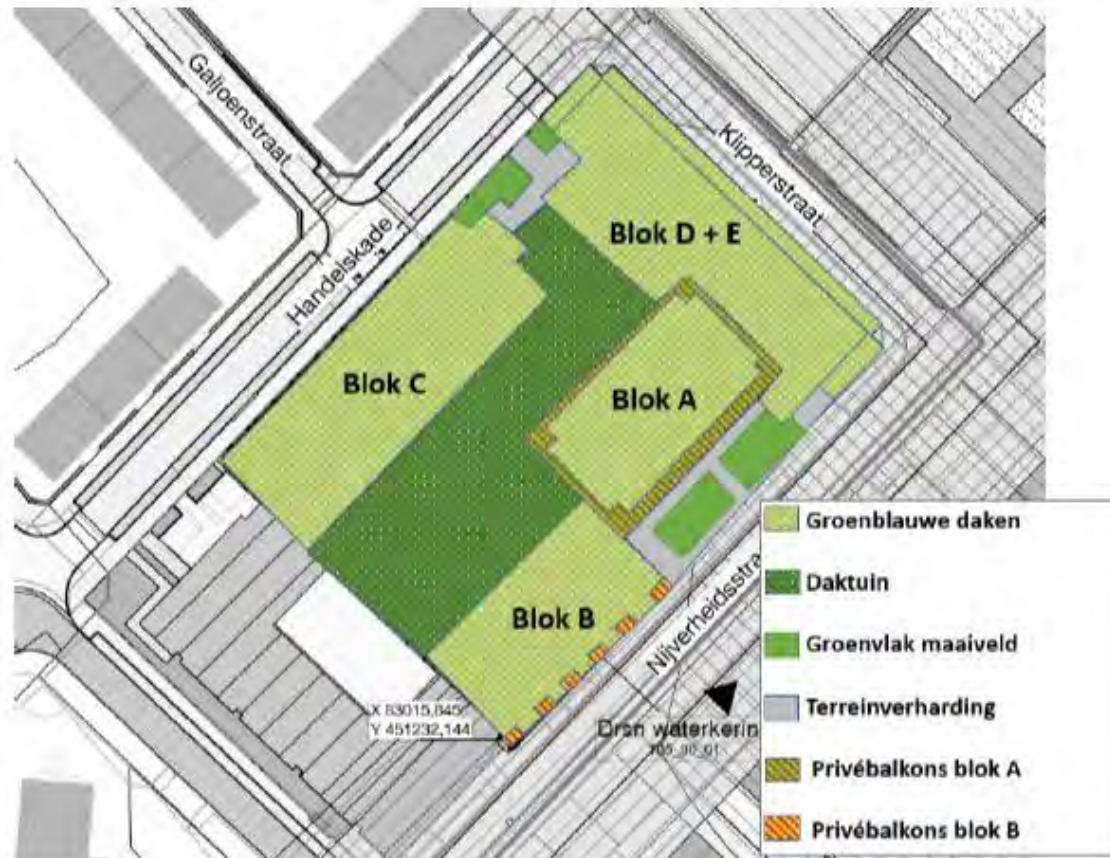 Galjoenstraat
Klipperstraat
Handelskade
Blok D + E
Blok C
Blok A
Blok B
X 83015,845
Y 451232,144
Nijverheidsstra
Dren waterkerin
Groenblauwe daken
Daktuin
Groenvlak maaiveld
Terreinverharding
Privébalkons blok A
Privébalkons blok B